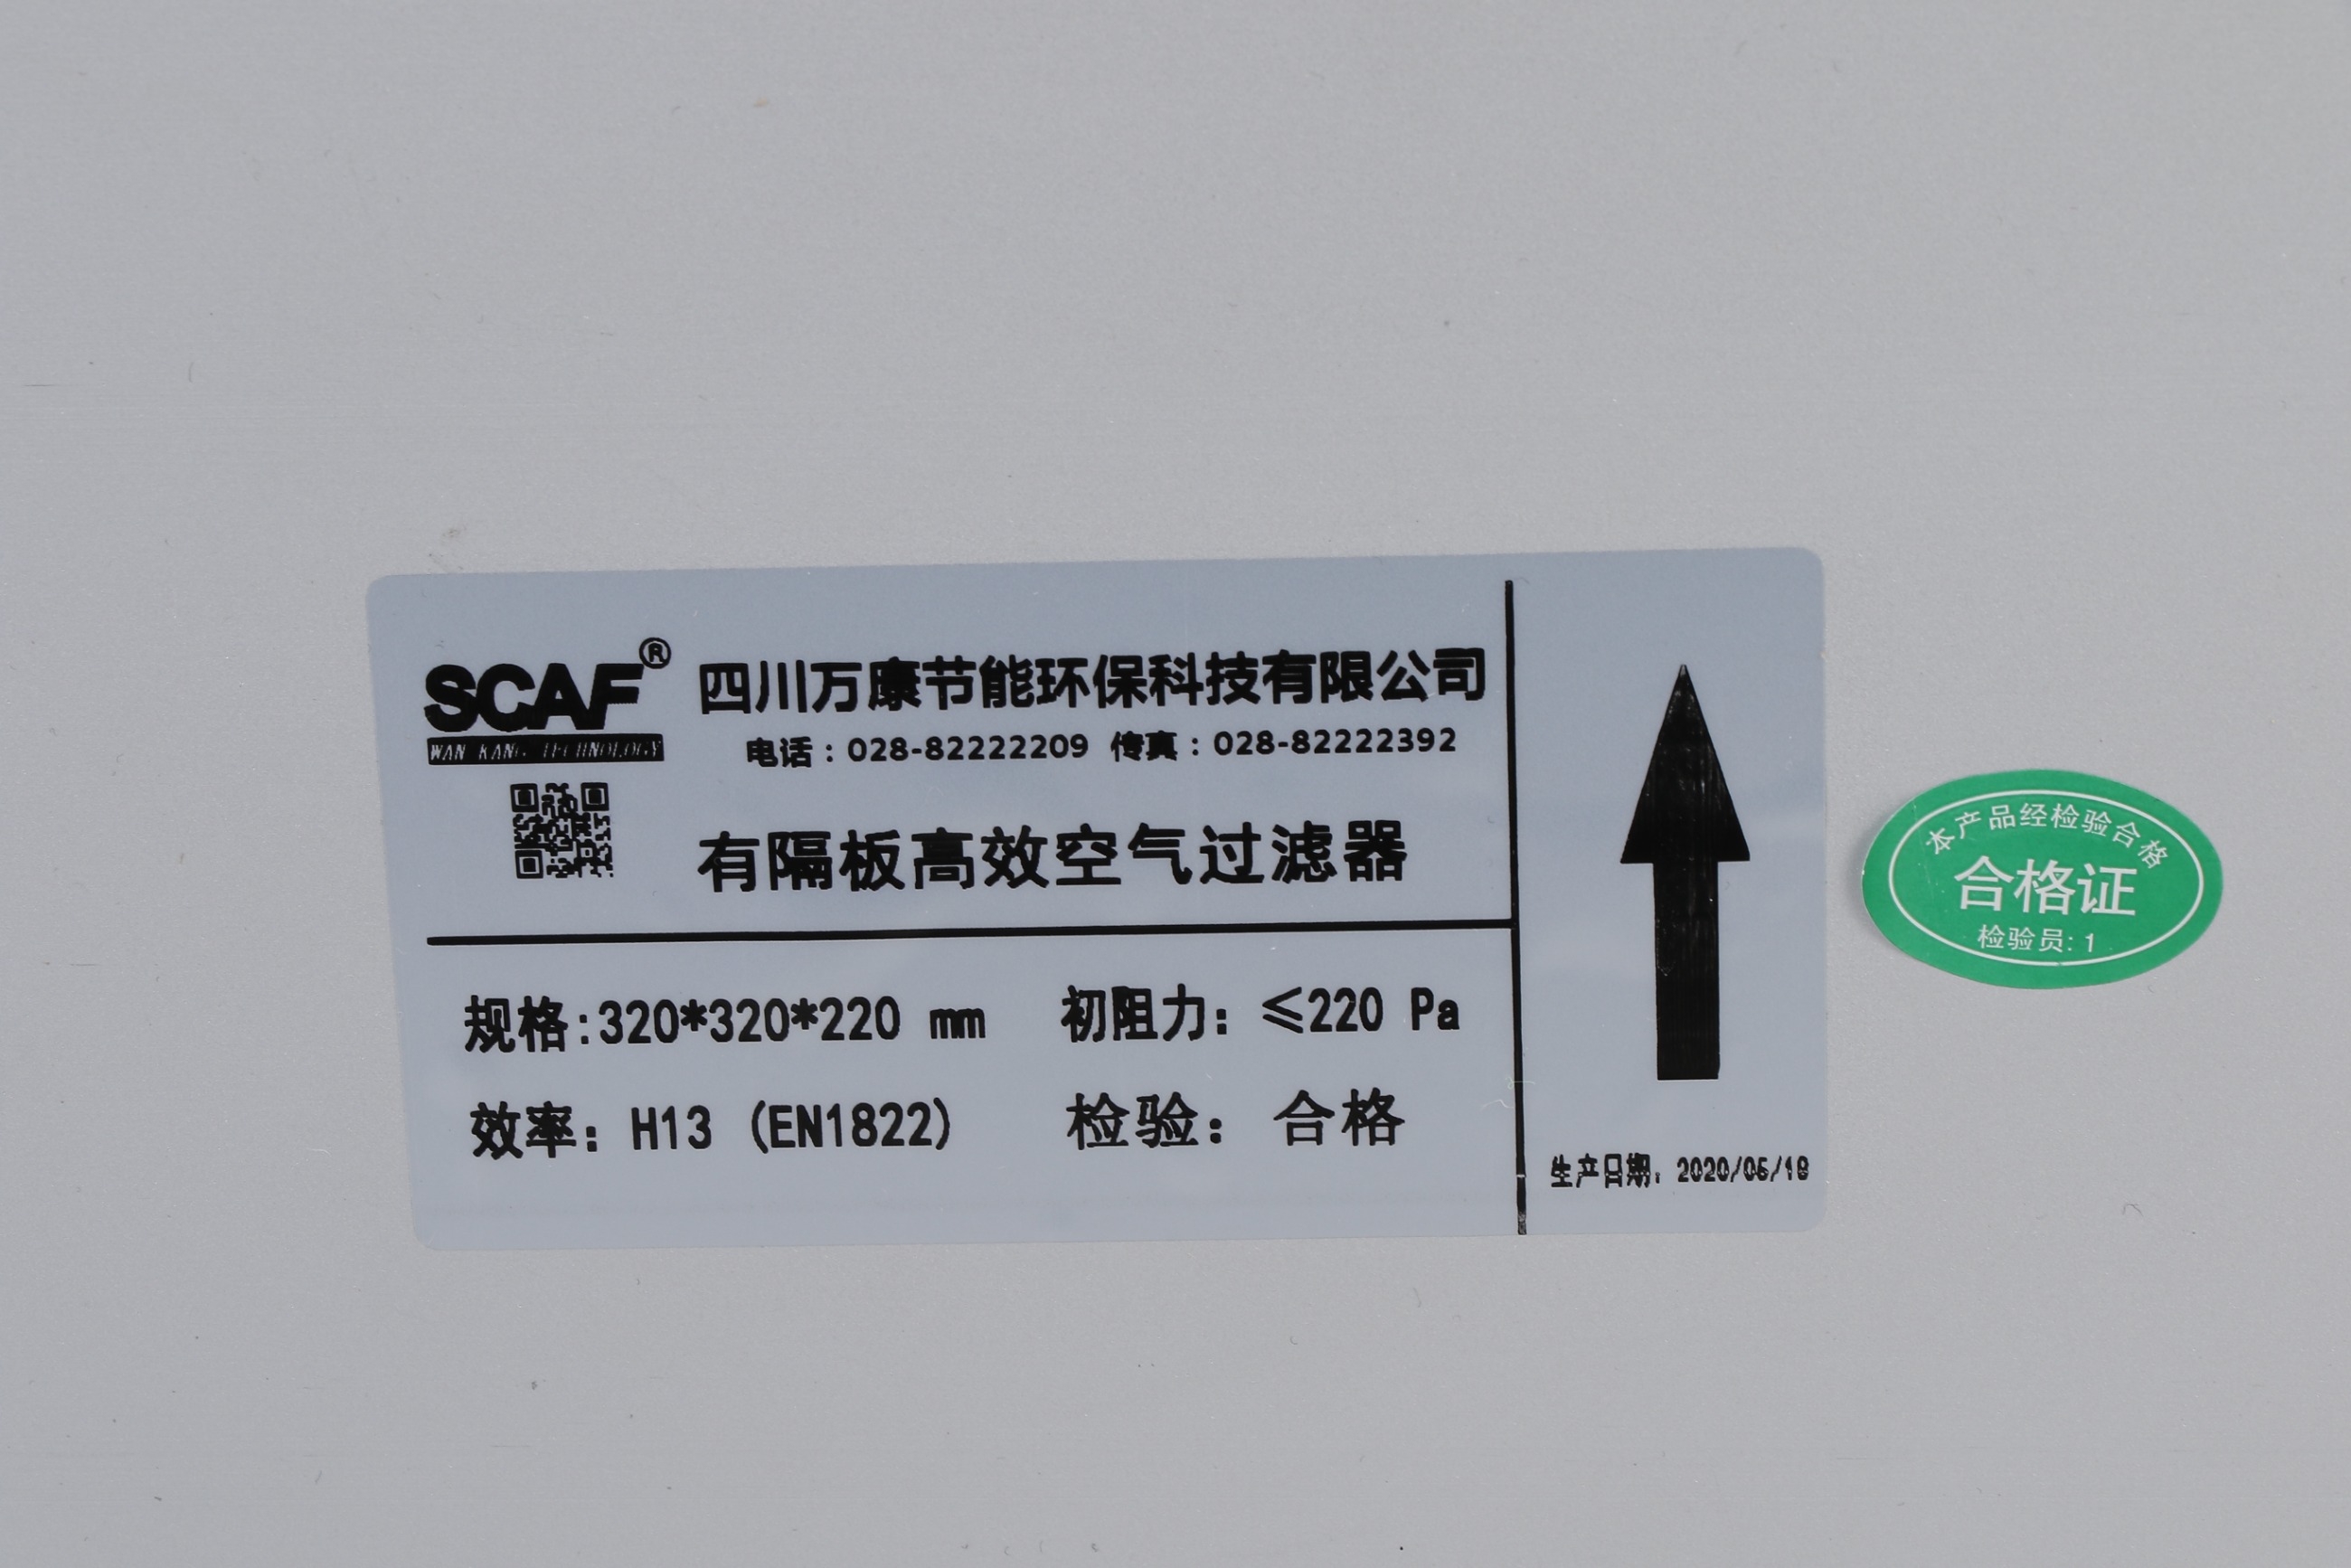 SCAF®
WAN KANG TECHNOLOGY
四川万康节能环保科技有限公司
电话：028-82222209 传真：028-82222392
有隔板高效空气过滤器
规格:320*320*220 mm 初阻力：≤220 Pa
效率：H13 (EN1822) 检验：合格
生产日期：2020/05/18
本产品经检验合格
合格证
检验员:1